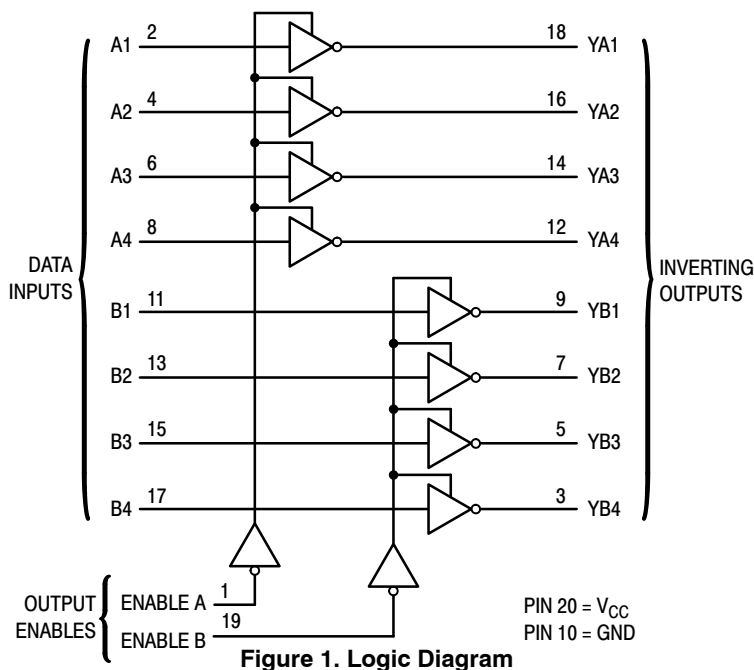 A1 2 18 YA1
A2 4 16 YA2
A3 6 14 YA3
A4 8 12 YA4
DATA
INPUTS
INVERTING
OUTPUTS
B1 11 9 YB1
B2 13 7 YB2
B3 15 5 YB3
B4 17 3 YB4
OUTPUT
ENABLES
ENABLE A 1
ENABLE B 19
PIN 20 = VCC
PIN 10 = GND
Figure 1. Logic Diagram